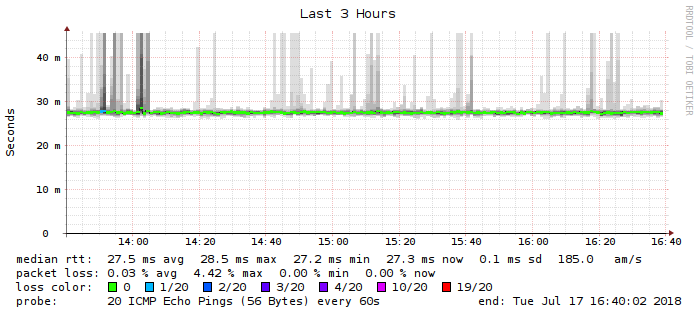 Last 3 Hours
RRDTOOL / TOBI OETIKER
Seconds
40 m
30 m
20 m
10 m
0
14:00 14:20 14:40 15:00 15:20 15:40 16:00 16:20 16:40
median rtt: 27.5 ms avg 28.5 ms max 27.2 ms min 27.3 ms now 0.1 ms sd 185.0 am/s
packet loss: 0.03 % avg 4.42 % max 0.00 % min 0.00 % now
loss color: 0 1/20 2/20 3/20 4/20 10/20 19/20
probe: 20 ICMP Echo Pings (56 Bytes) every 60s end: Tue Jul 17 16:40:02 2018